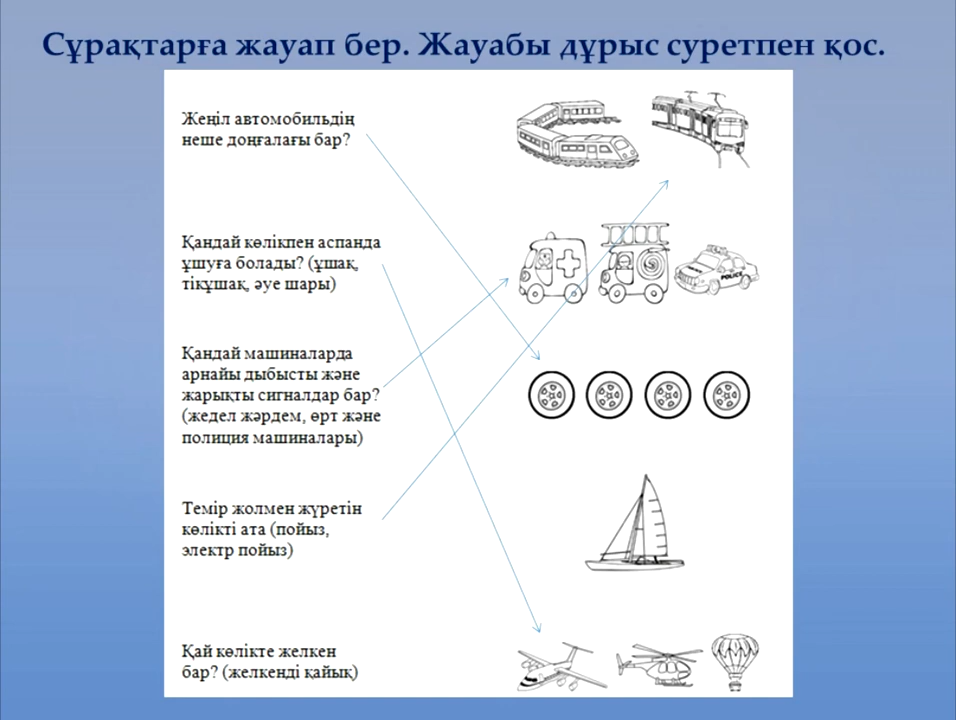 Сұрақтарға жауап бер. Жауабы дұрыс суретпен қос.
Жеңіл автомобильдің
неше доңғалағы бар?
Қандай көлікпен аспанда
ұшуға болады? (ұшақ,
тікұшақ, әуе шары)
Қандай машиналарда
арнайы дыбысты және
жарықты сигналдар бар?
(жедел жәрдем, өрт және
полиция машиналары)
Темір жолмен жүретін
көлікті ата (пойыз,
электр пойыз)
Қай көлікте желкен
бар? (желкенді қайық)
POLICE